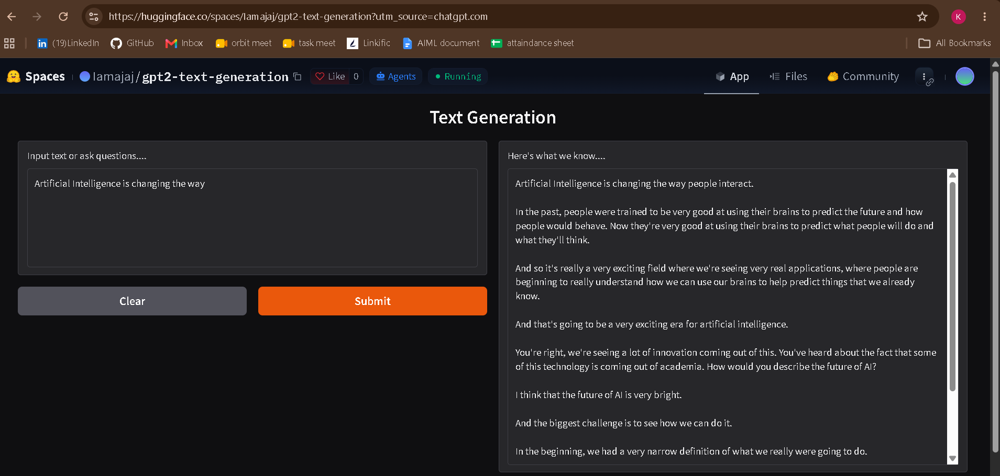 https://huggingface.co/spaces/lamajaj/gpt2-text-generation?utm_source=chatgpt.com
K
(19)LinkedIn
GitHub
Inbox
orbit meet
task meet
Linkific
AIML document
attaindance sheet
All Bookmarks
Spaces
lamajaj/gpt2-text-generation
Like 0
Agents
Running
App
Files
Community
Text Generation
Input text or ask questions....
Artificial Intelligence is changing the way
Clear
Submit
Here's what we know....
Artificial Intelligence is changing the way people interact.
In the past, people were trained to be very good at using their brains to predict the future and how
people would behave. Now they're very good at using their brains to predict what people will do and
what they'll think.
And so it's really a very exciting field where we're seeing very real applications, where people are
beginning to really understand how we can use our brains to help predict things that we already
know.
And that's going to be a very exciting era for artificial intelligence.
You're right, we're seeing a lot of innovation coming out of this. You've heard about the fact that some
of this technology is coming out of academia. How would you describe the future of AI?
I think that the future of AI is very bright.
And the biggest challenge is to see how we can do it.
In the beginning, we had a very narrow definition of what we really were going to do.